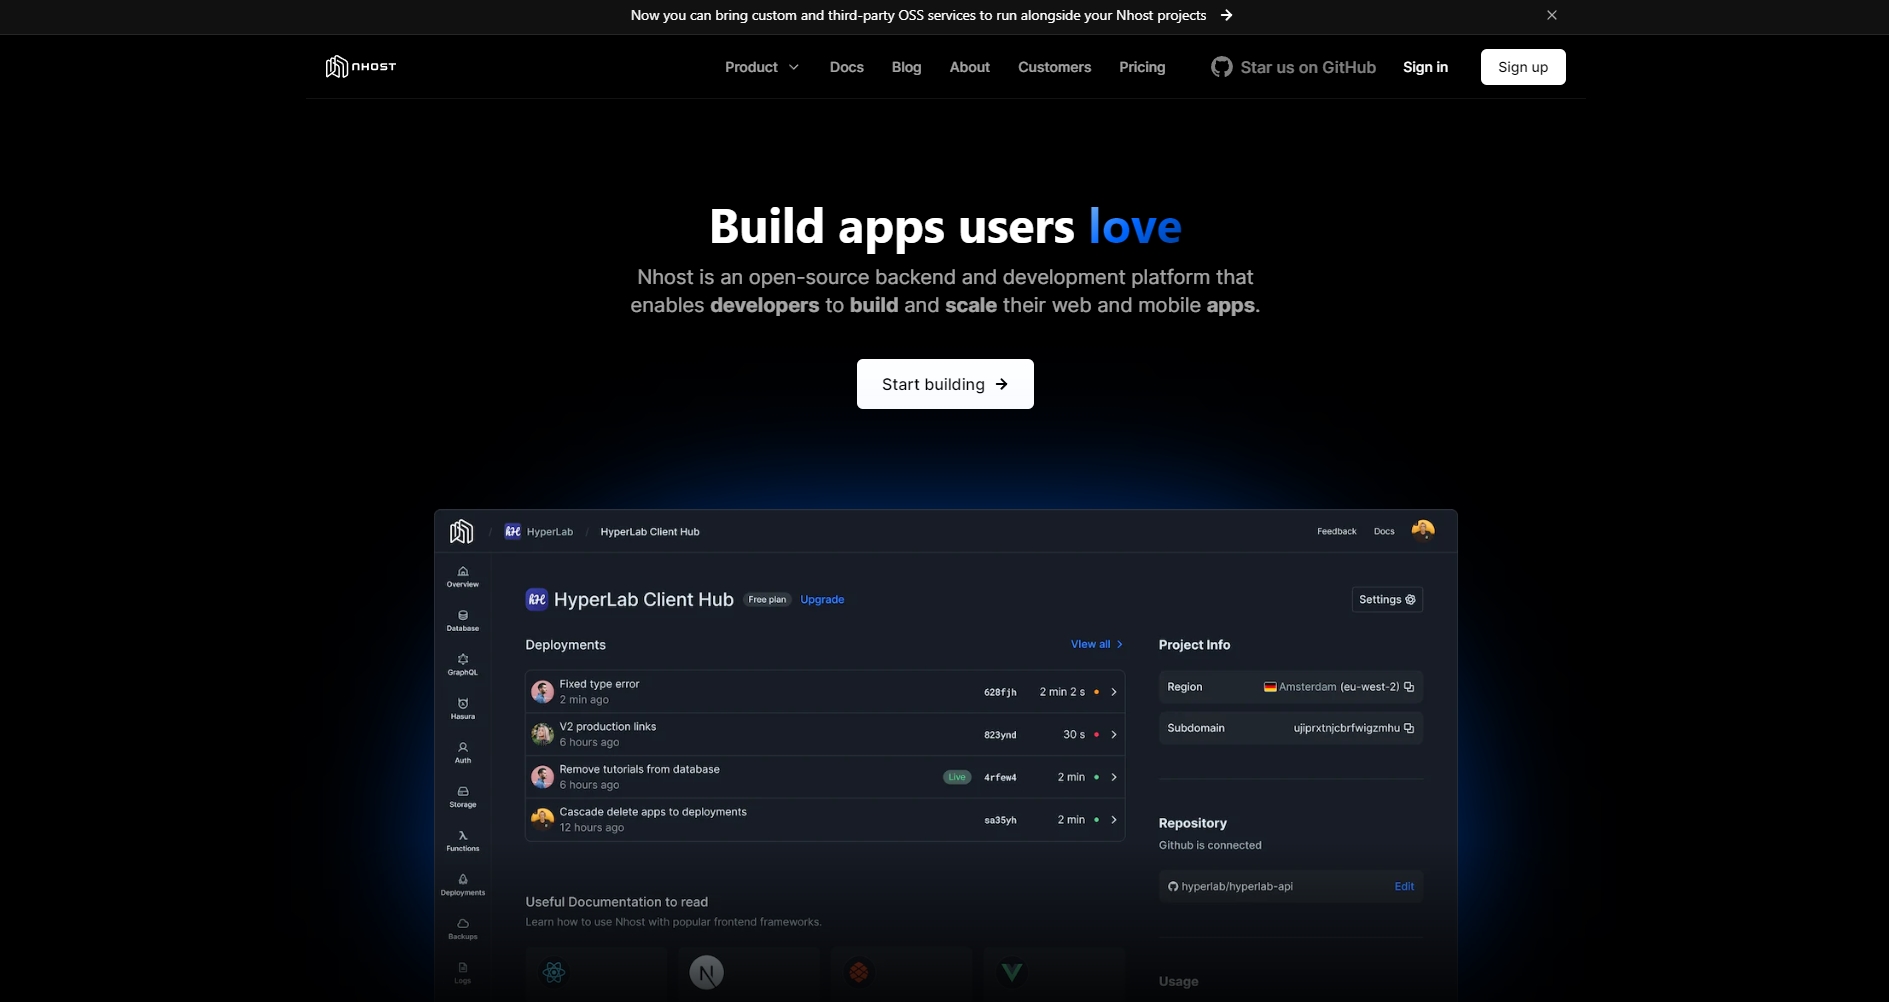 Now you can bring custom and third-party OSS services to run alongside your Nhost projects
nHOST
Product
Docs
Blog
About
Customers
Pricing
Star us on GitHub
Sign in
Sign up
Build apps users love
Nhost is an open-source backend and development platform that
enables developers to build and scale their web and mobile apps.
Start building
HyperLab
HyperLab Client Hub
Feedback
Docs
Overview
Database
GraphQL
Hasura
Auth
Storage
Functions
Deployments
Backups
Logs
HyperLab Client Hub
Free plan
Upgrade
Settings
Deployments
View all
Fixed type error
2 min ago
628fjh
2 min 2 s
V2 production links
6 hours ago
823ynd
30 s
Remove tutorials from database
6 hours ago
Live
4rfew4
2 min
Cascade delete apps to deployments
12 hours ago
sa35yh
2 min
Useful Documentation to read
Learn how to use Nhost with popular frontend frameworks.
Project Info
Region
Amsterdam (eu-west-2)
Subdomain
ujiprxtnjcbrfwigzmhu
Repository
Github is connected
hyperlab/hyperlab-api
Edit
Usage